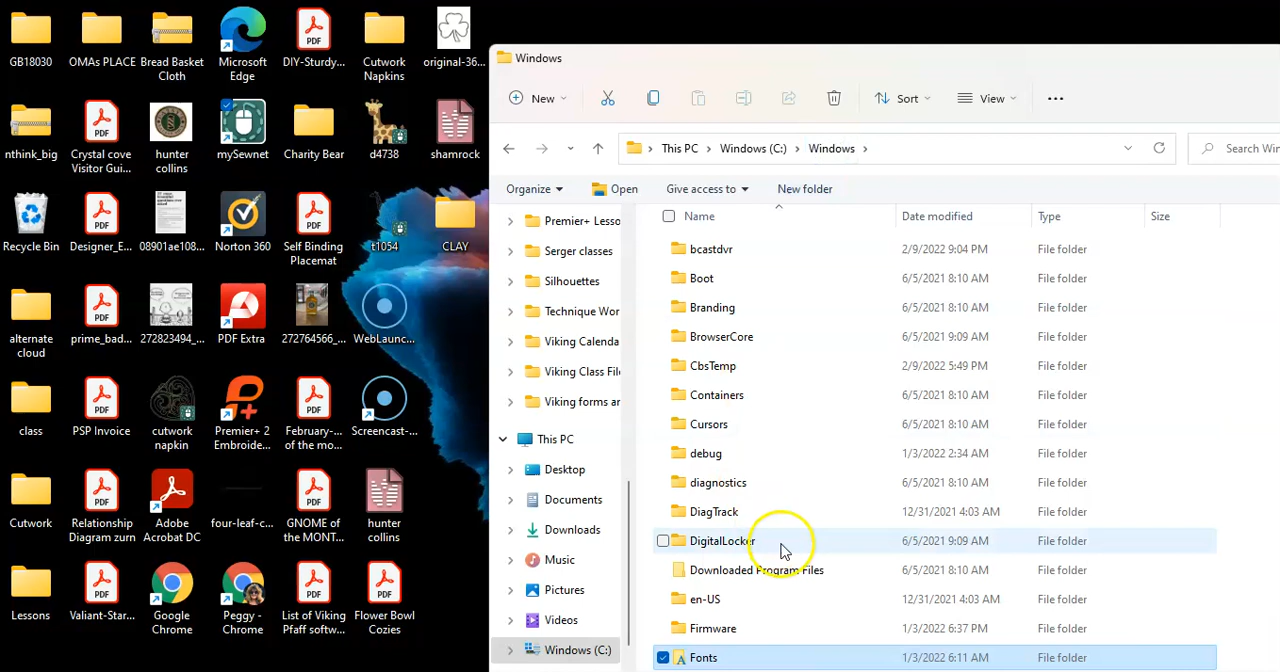 GB18030
OMAs PLACE
Bread Basket
Cloth
Microsoft
Edge
DIY-Sturdy...
Cutwork
Napkins
original-36...
nthink_big
Crystal cove
Visitor Gui...
hunter
collins
mySewnet
Charity Bear
d4738
shamrock
Recycle Bin
Designer_E...
08901ae108...
Norton 360
Self Binding
Placemat
t1054
CLAY
alternate
cloud
prime_bad...
272823494_...
PDF Extra
272764566_...
WebLaunc...
class
PSP Invoice
cutwork
napkin
Premier+ 2
Embroide...
February-...
of the mo...
Screencast-...
Cutwork
Relationship
Diagram zurn
Adobe
Acrobat DC
four-leaf-c...
GNOME of
the MONT...
hunter
collins
Lessons
Valiant-Star...
Google
Chrome
Peggy -
Chrome
List of Viking
Pfaff softw...
Flower Bowl
Cozies
Windows
New
Sort
View
This PC
Windows (C:)
Windows
Search Wir
Organize
Open
Give access to
New folder
Premier+ Lesso
Serger classes
Silhouettes
Technique Wor
Viking Calenda
Viking Class File
Viking forms ar
This PC
Desktop
Documents
Downloads
Music
Pictures
Videos
Windows (C:)
Name Date modified Type Size
bcastdvr 2/9/2022 9:04 PM File folder
Boot 6/5/2021 8:10 AM File folder
Branding 6/5/2021 8:10 AM File folder
BrowserCore 6/5/2021 9:09 AM File folder
CbsTemp 2/9/2022 5:49 PM File folder
Containers 6/5/2021 8:10 AM File folder
Cursors 6/5/2021 8:10 AM File folder
debug 1/3/2022 2:34 AM File folder
diagnostics 6/5/2021 8:10 AM File folder
DiagTrack 12/31/2021 4:03 AM File folder
DigitalLocker 6/5/2021 9:09 AM File folder
Downloaded Program Files 6/5/2021 8:10 AM File folder
en-US 12/31/2021 4:03 AM File folder
Firmware 1/3/2022 6:37 PM File folder
Fonts 1/3/2022 6:11 AM File folder